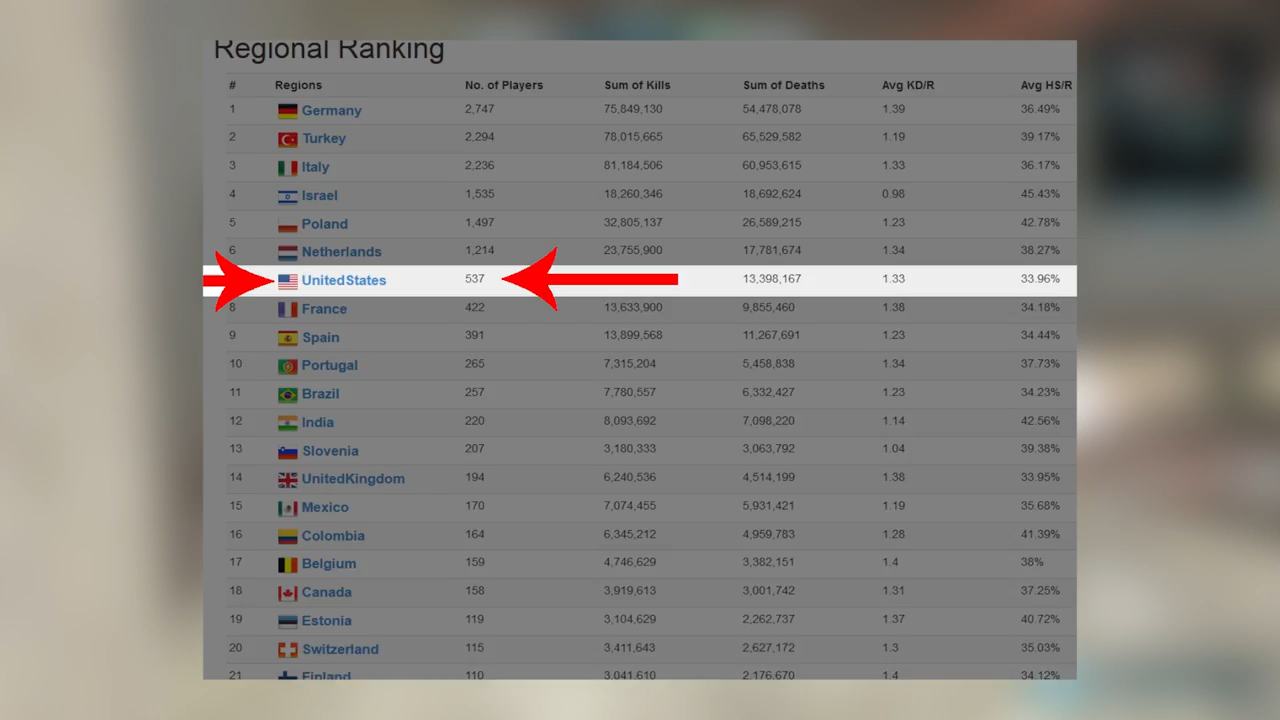 Regional Ranking
# Regions No. of Players Sum of Kills Sum of Deaths Avg KD/R Avg HS/R
1 Germany 2,747 75,849,130 54,478,078 1.39 36.49%
2 Turkey 2,294 78,015,665 65,529,582 1.19 39.17%
3 Italy 2,236 81,184,506 60,953,615 1.33 36.17%
4 Israel 1,535 18,260,346 18,692,624 0.98 45.43%
5 Poland 1,497 32,805,137 26,589,215 1.23 42.78%
6 Netherlands 1,214 23,755,900 17,781,674 1.34 38.27%
UnitedStates 537 13,398,167 1.33 33.96%
8 France 422 13,633,900 9,855,460 1.38 34.18%
9 Spain 391 13,899,568 11,267,691 1.23 34.44%
10 Portugal 265 7,315,204 5,458,838 1.34 37.73%
11 Brazil 257 7,780,557 6,332,427 1.23 34.23%
12 India 220 8,093,692 7,098,220 1.14 42.56%
13 Slovenia 207 3,180,333 3,063,792 1.04 39.38%
14 UnitedKingdom 194 6,240,536 4,514,199 1.38 33.95%
15 Mexico 170 7,074,455 5,931,421 1.19 35.68%
16 Colombia 164 6,345,212 4,959,783 1.28 41.39%
17 Belgium 159 4,746,629 3,382,151 1.4 38%
18 Canada 158 3,919,613 3,001,742 1.31 37.25%
19 Estonia 119 3,104,629 2,262,737 1.37 40.72%
20 Switzerland 115 3,411,643 2,627,172 1.3 35.03%
21 Finland 110 3,041,610 2,176,670 1.4 34.12%